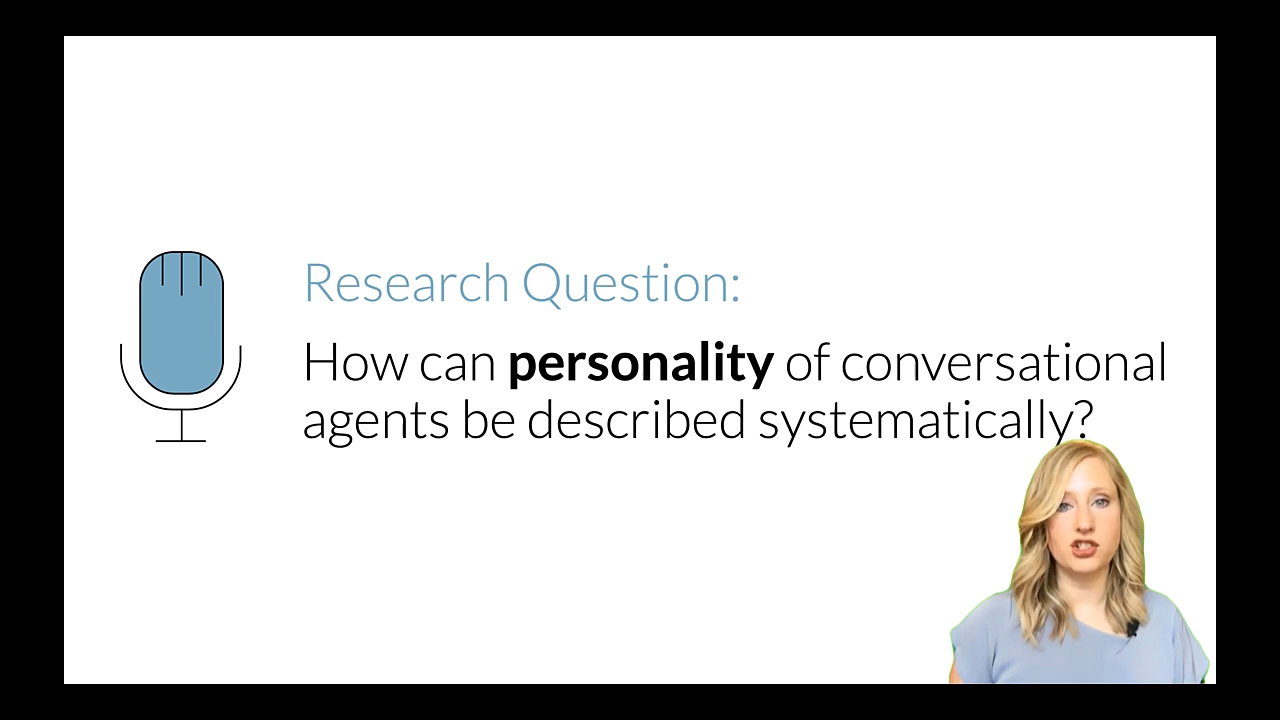 Research Question:
How can personality of conversational
agents be described systematically?